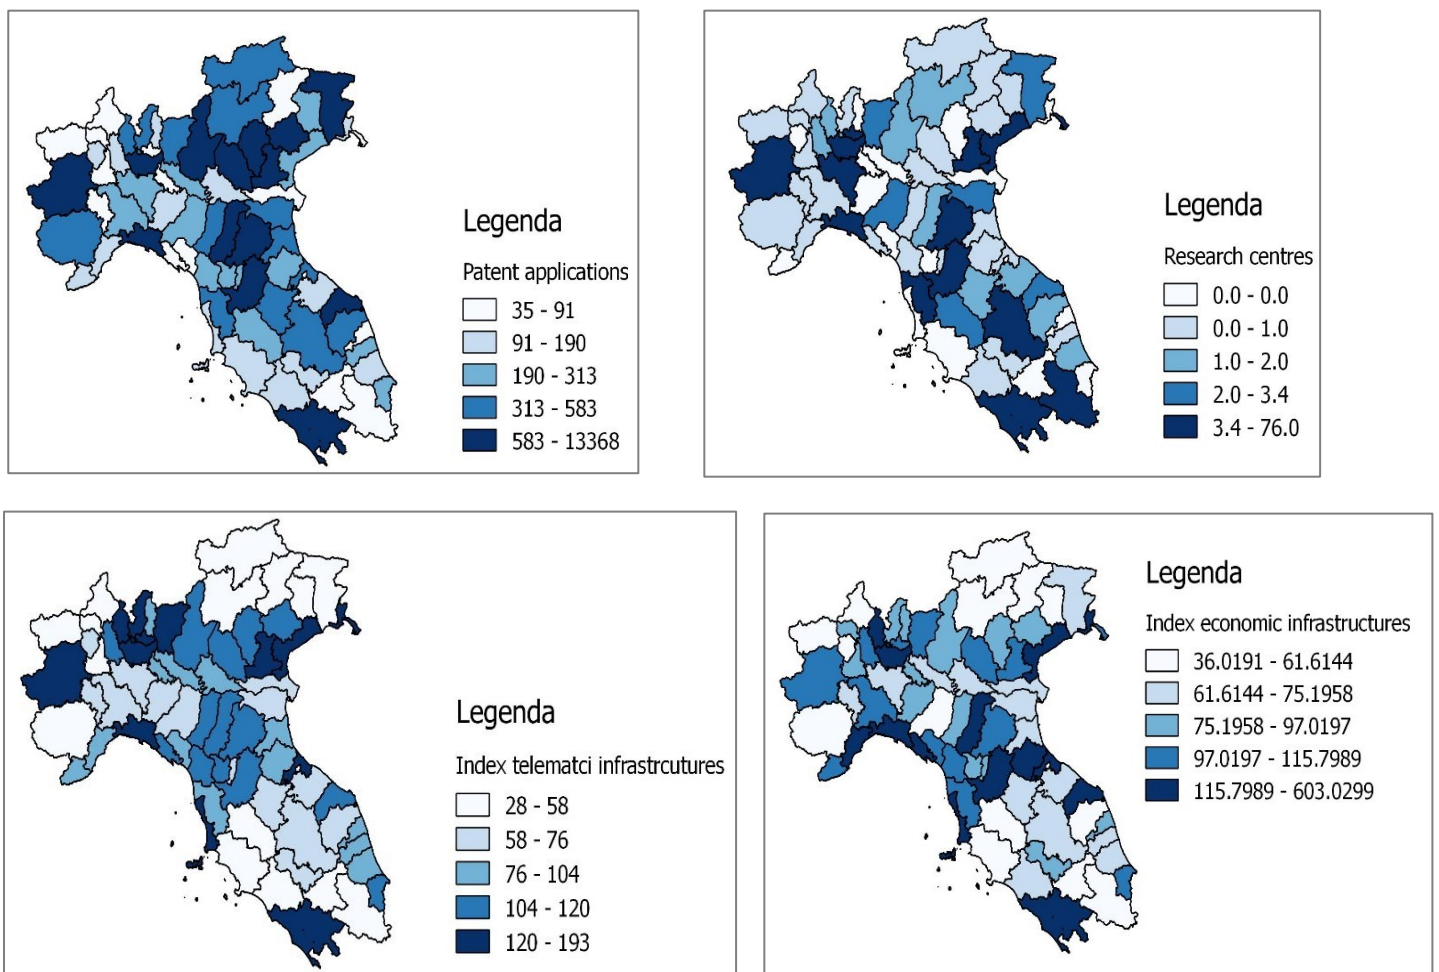 Legenda
Patent applications
35 - 91
91 - 190
190 - 313
313 - 583
583 - 13368
Legenda
Research centres
0.0 - 0.0
0.0 - 1.0
1.0 - 2.0
2.0 - 3.4
3.4 - 76.0
Legenda
Index telematci infrastrcutures
28 - 58
58 - 76
76 - 104
104 - 120
120 - 193
Legenda
Index economic infrastructures
36.0191 - 61.6144
61.6144 - 75.1958
75.1958 - 97.0197
97.0197 - 115.7989
115.7989 - 603.0299